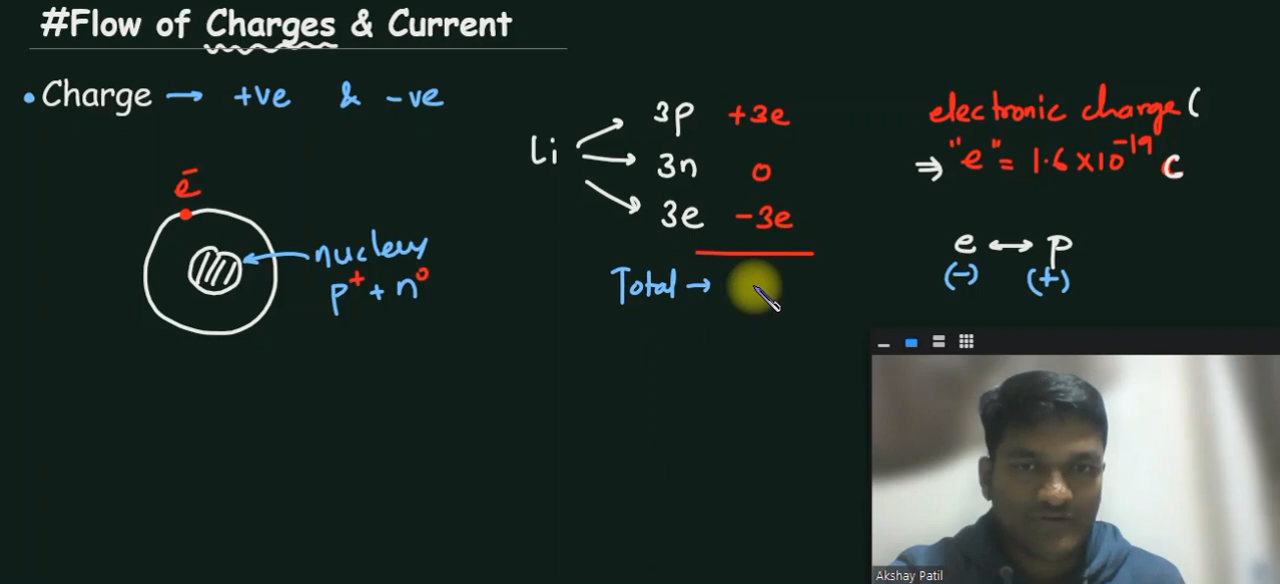 #Flow of Charges & Current
• Charge → +ve & -ve
e⁻
nucleus
p⁺ + n⁰
Li
3p +3e
3n 0
3e -3e
Total →
electronic charge (
⇒ "e" = 1.6 × 10⁻¹⁹ C
e ↔ p
(-) (+)
Akshay Patil